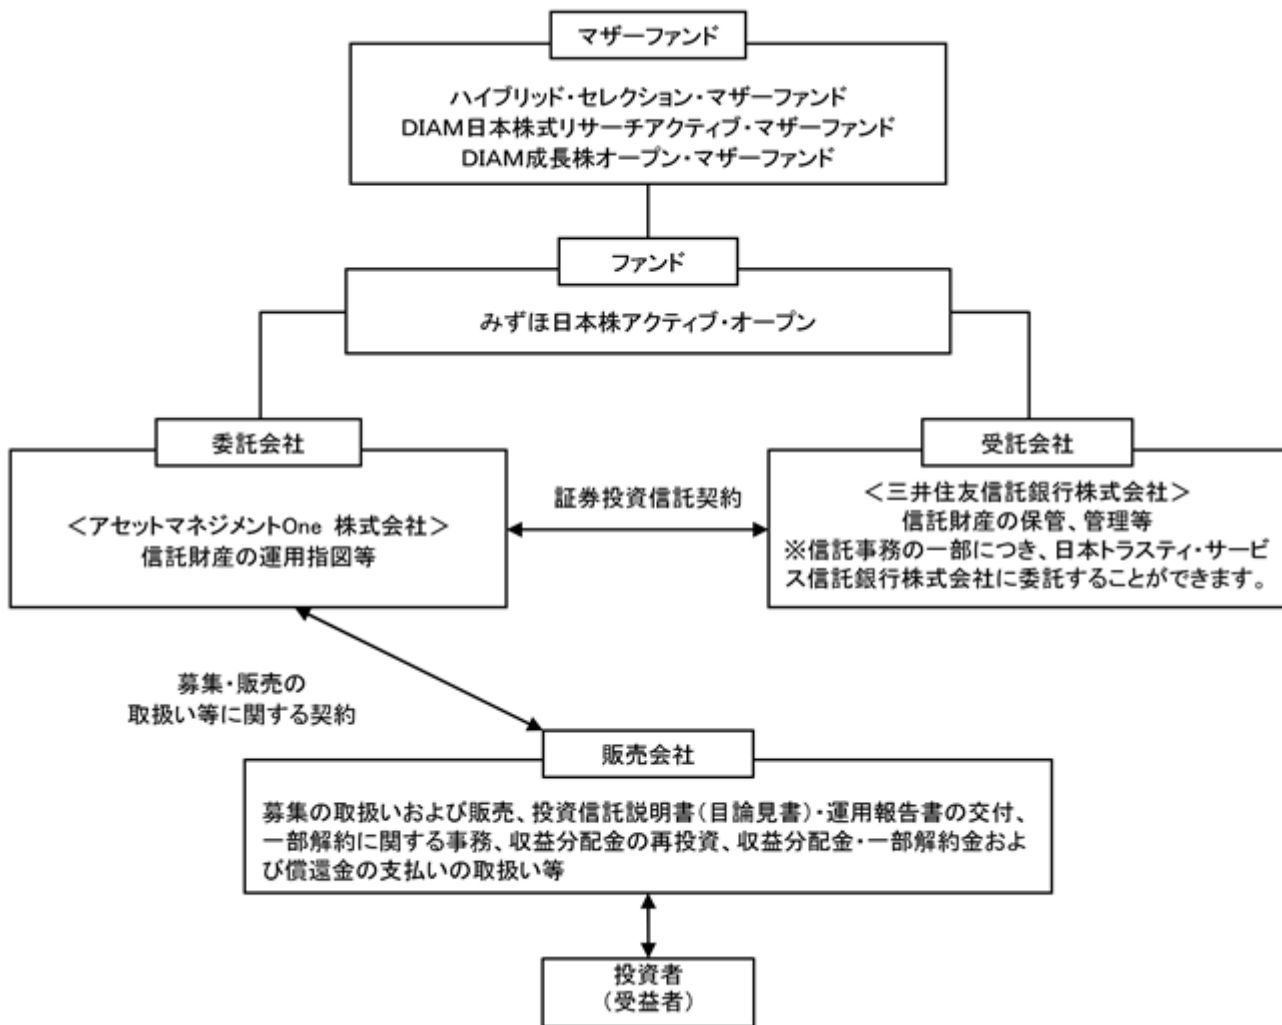 マザーファンド
ハイブリッド・セレクション・マザーファンド
DIAM日本株式リサーチアクティブ・マザーファンド
DIAM成長株オープン・マザーファンド
ファンド
みずほ日本株アクティブ・オープン
委託会社
＜アセットマネジメントOne 株式会社＞
信託財産の運用指図等
証券投資信託契約
受託会社
＜三井住友信託銀行株式会社＞
信託財産の保管、管理等
※信託事務の一部につき、日本トラスティ・サービ
ス信託銀行株式会社に委託することができます。
募集・販売の
取扱い等に関する契約
販売会社
募集の取扱いおよび販売、投資信託説明書(目論見書)・運用報告書の交付、
一部解約に関する事務、収益分配金の再投資、収益分配金・一部解約金およ
び償還金の支払いの取扱い等
投資者
(受益者)